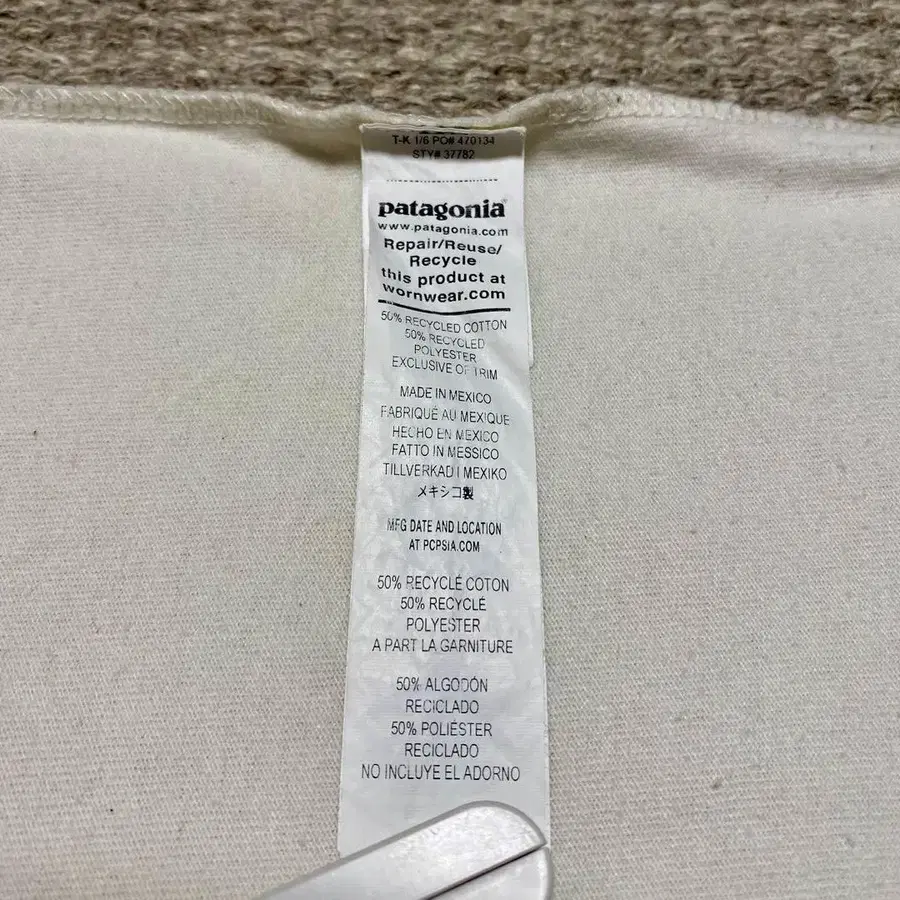 T-K 1/6 PO# 470134
STY# 37782
patagonia
www.patagonia.com
Repair/Reuse/
Recycle
this product at
wornwear.com
50% RECYCLED COTTON
50% RECYCLED
POLYESTER
EXCLUSIVE OF TRIM
MADE IN MEXICO
FABRIQUÉ AU MEXIQUE
HECHO EN MEXICO
FATTO IN MESSICO
TILLVERKAD I MEXIKO
メキシコ製
MFG DATE AND LOCATION
AT PCPSIA.COM
50% RECYCLÉ COTON
50% RECYCLÉ
POLYESTER
A PART LA GARNITURE
50% ALGODÓN
RECICLADO
50% POLIÉSTER
RECICLADO
NO INCLUYE EL ADORNO